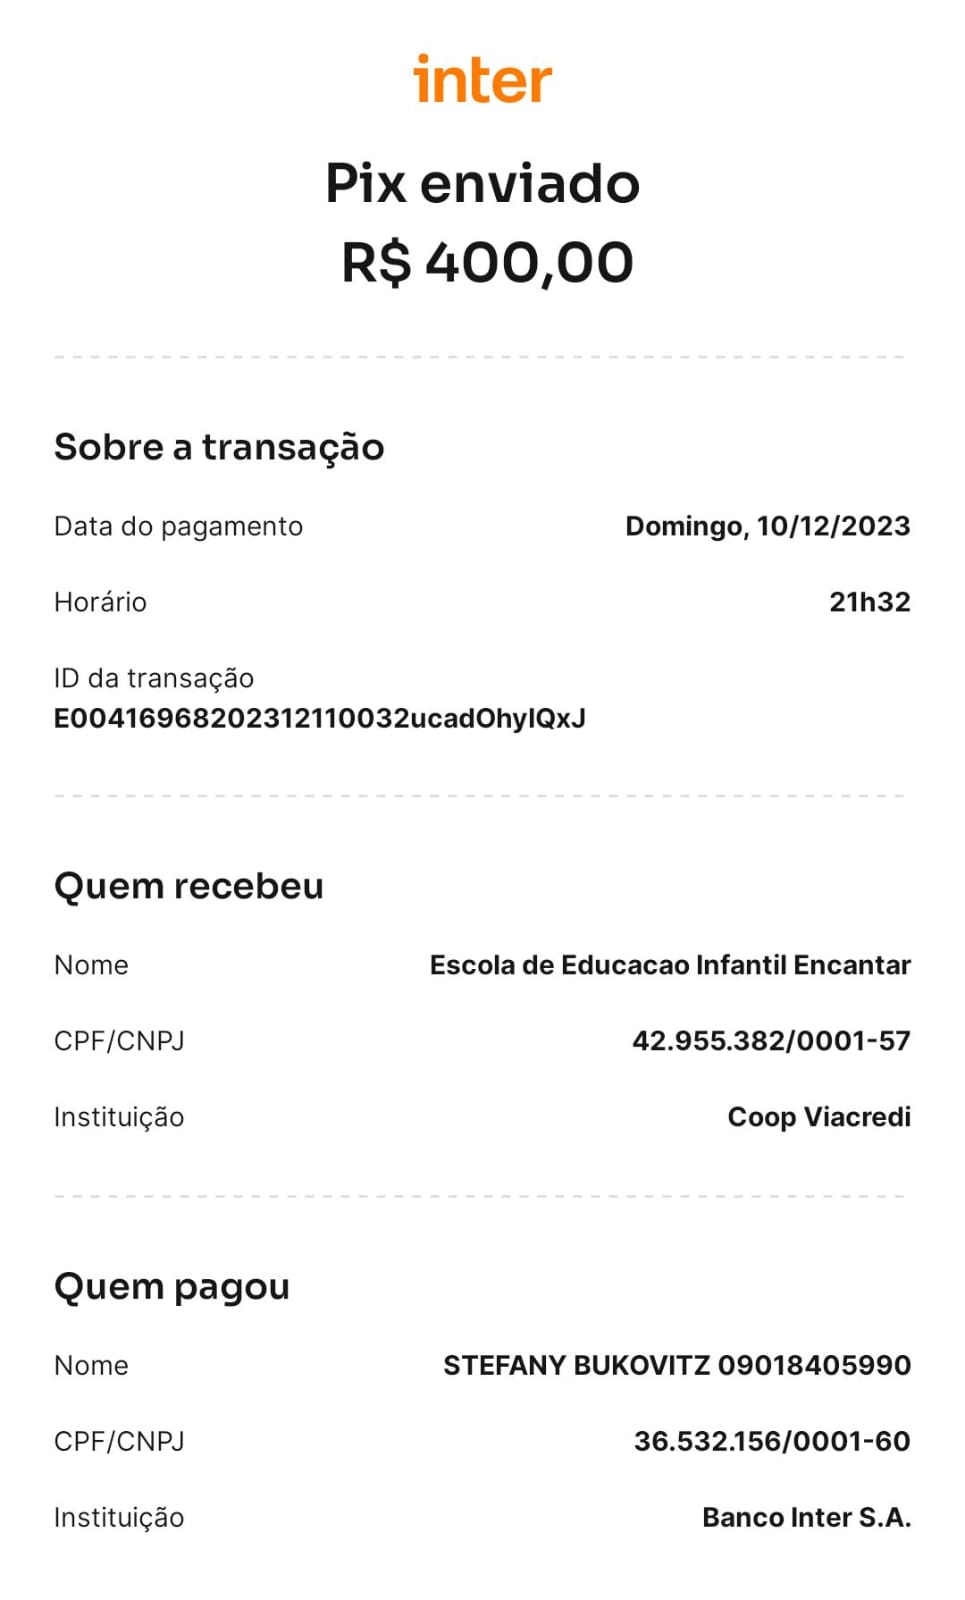 inter
Pix enviado
R$ 400,00
Sobre a transação
Data do pagamento Domingo, 10/12/2023
Horário 21h32
ID da transação
E00416968202312110032ucadOhylQxJ
Quem recebeu
Nome Escola de Educacao Infantil Encantar
CPF/CNPJ 42.955.382/0001-57
Instituição Coop Viacredi
Quem pagou
Nome STEFANY BUKOVITZ 09018405990
CPF/CNPJ 36.532.156/0001-60
Instituição Banco Inter S.A.